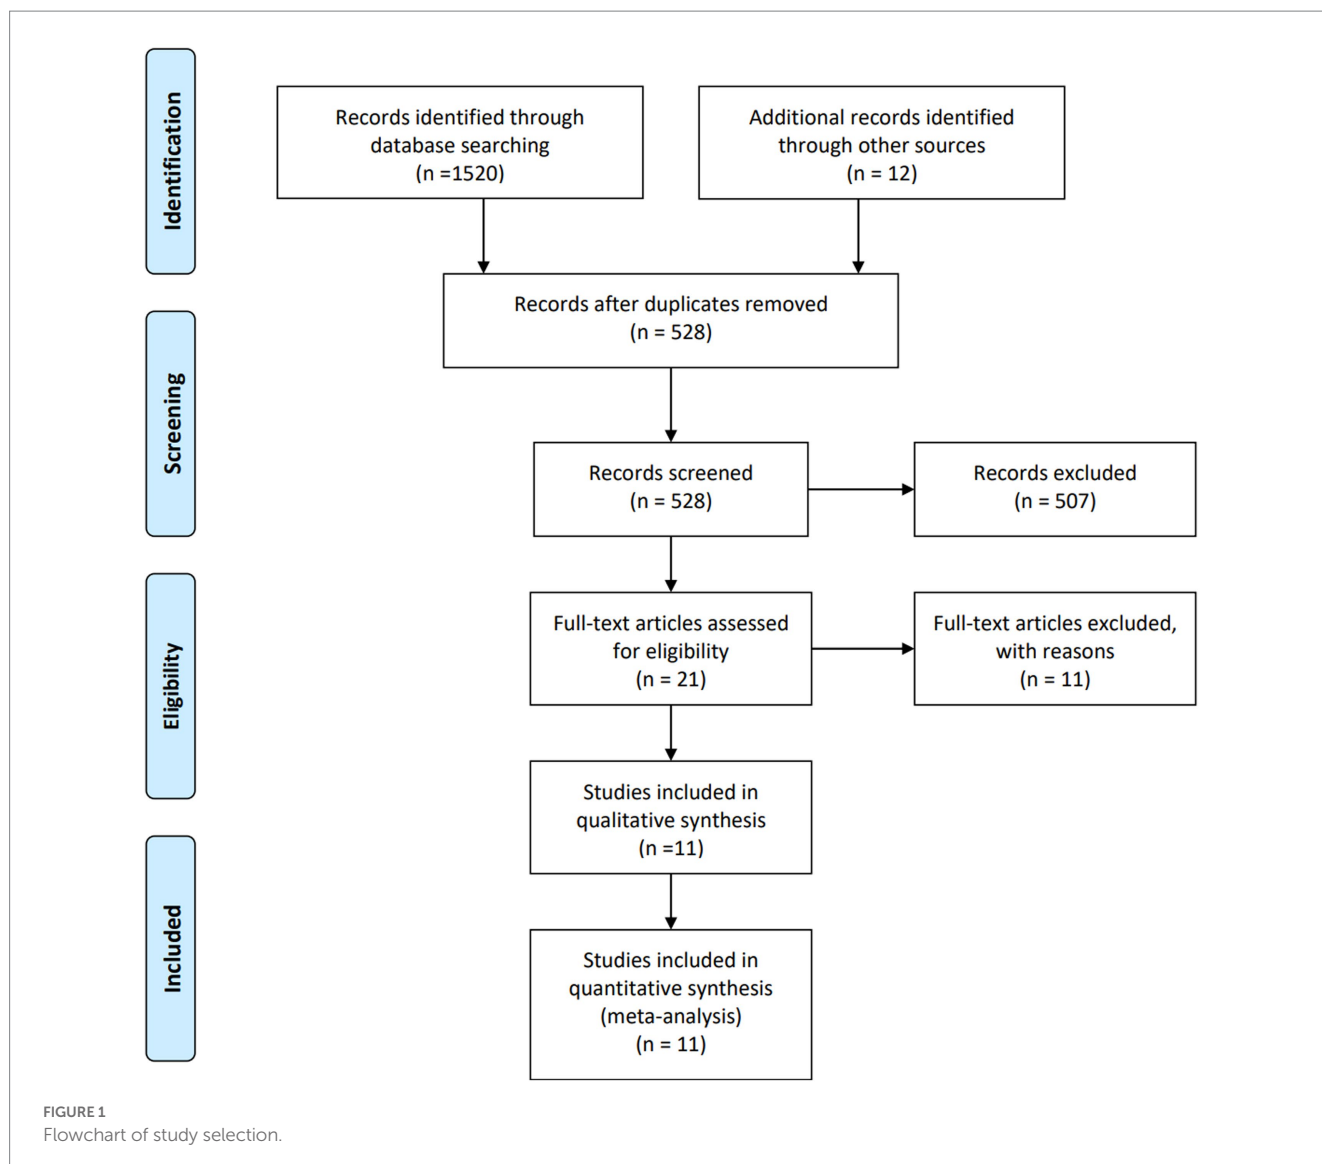 Identification
Records identified through
database searching
(n =1520)
Additional records identified
through other sources
(n = 12)
Records after duplicates removed
(n = 528)
Screening
Records screened
(n = 528)
Records excluded
(n = 507)
Eligibility
Full-text articles assessed
for eligibility
(n = 21)
Full-text articles excluded,
with reasons
(n = 11)
Studies included in
qualitative synthesis
(n =11)
Included
Studies included in
quantitative synthesis
(meta-analysis)
(n = 11)
FIGURE 1
Flowchart of study selection.